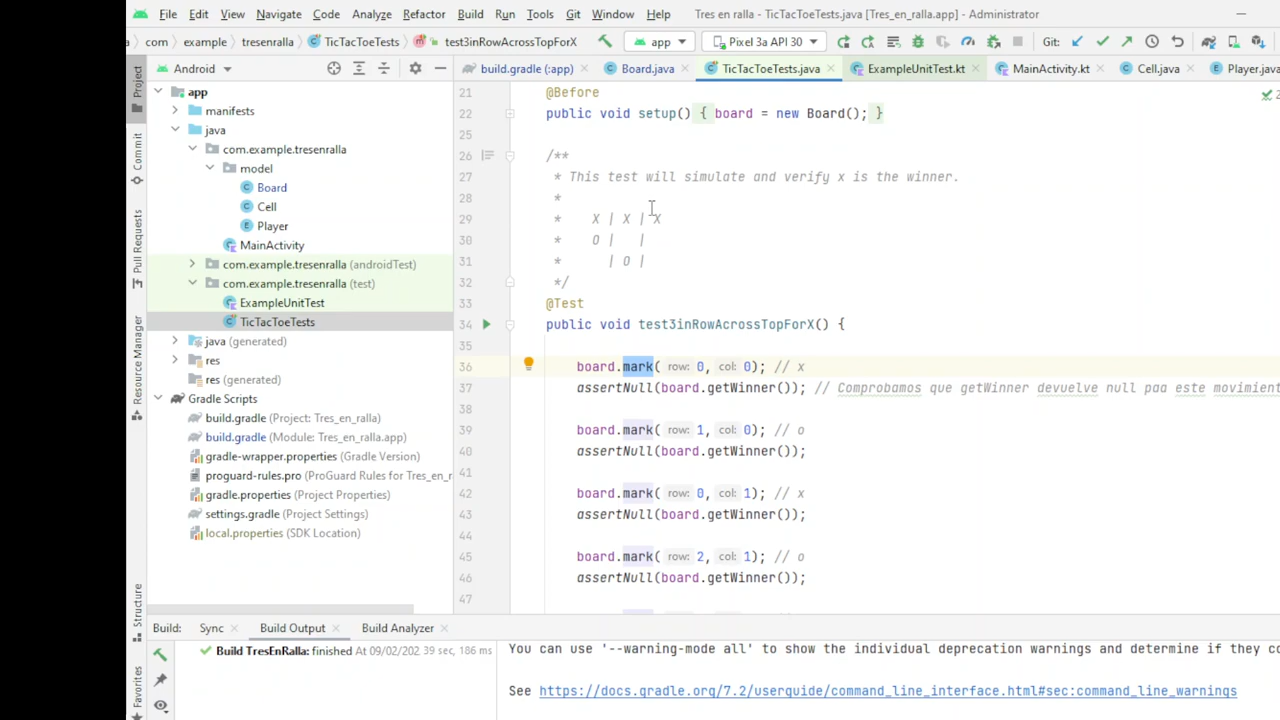 File Edit View Navigate Code Analyze Refactor Build Run Tools Git Window Help Tres en ralla - TicTacToeTests.java [Tres_en_ralla.app] - Administrator
com example tresenralla TicTacToeTests test3inRowAcrossTopForX app Pixel 3a API 30 Git:
Android build.gradle (:app) Board.java TicTacToeTests.java ExampleUnitTest.kt MainActivity.kt Cell.java Player.java
Project
Commit
Pull Requests
Resource Manager
Structure
Favorites
app
manifests
java
com.example.tresenralla
model
Board
Cell
Player
MainActivity
com.example.tresenralla (androidTest)
com.example.tresenralla (test)
ExampleUnitTest
TicTacToeTests
java (generated)
res
res (generated)
Gradle Scripts
build.gradle (Project: Tres_en_ralla)
build.gradle (Module: Tres_en_ralla.app)
gradle-wrapper.properties (Gradle Version)
proguard-rules.pro (ProGuard Rules for Tres_en_r
gradle.properties (Project Properties)
settings.gradle (Project Settings)
local.properties (SDK Location)
21 @Before
22 public void setup() { board = new Board(); }
25
26 /**
27 * This test will simulate and verify x is the winner.
28 *
29 * X | X | X
30 * O | |
31 * | O |
32 */
33 @Test
34 public void test3inRowAcrossTopForX() {
35
36 board.mark( row: 0, col: 0); // x
37 assertNull(board.getWinner()); // Comprobamos que getWinner devuelve null paa este movimien
38
39 board.mark( row: 1, col: 0); // o
40 assertNull(board.getWinner());
41
42 board.mark( row: 0, col: 1); // x
43 assertNull(board.getWinner());
44
45 board.mark( row: 2, col: 1); // o
46 assertNull(board.getWinner());
47
Build: Sync Build Output Build Analyzer
Build TresEnRalla: finished At 09/02/202 39 sec, 186 ms
You can use '--warning-mode all' to show the individual deprecation warnings and determine if they co
See https://docs.gradle.org/7.2/userguide/command_line_interface.html#sec:command_line_warnings